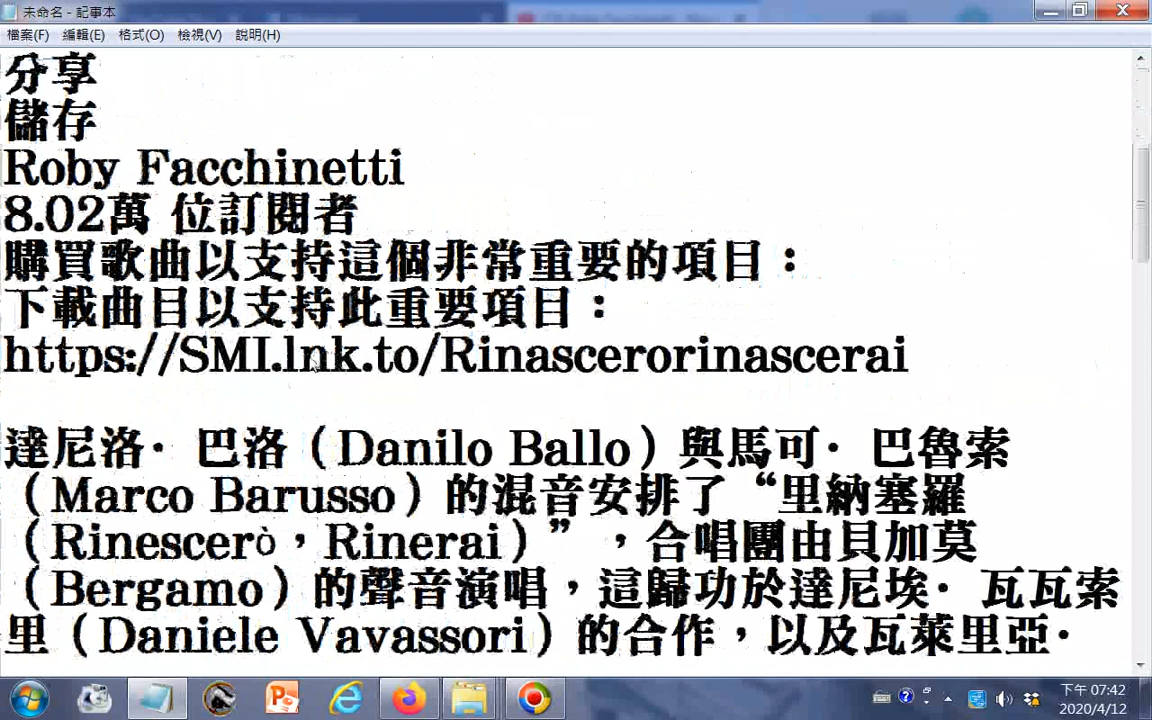 未命名 - 記事本
檔案(F) 編輯(E) 格式(O) 檢視(V) 說明(H)
分享
儲存
Roby Facchinetti
8.02萬 位訂閱者
購買歌曲以支持這個非常重要的項目：
下載曲目以支持此重要項目：
https://SMI.lnk.to/Rinascerorinascerai
達尼洛·巴洛（Danilo Ballo）與馬可·巴魯索
（Marco Barusso）的混音安排了“里納塞羅
（Rinescerò，Rinerai）”，合唱團由貝加莫
（Bergamo）的聲音演唱，這歸功於達尼埃·瓦瓦索
里（Daniele Vavassori）的合作，以及瓦萊里亞·
下午 07:42
2020/4/12